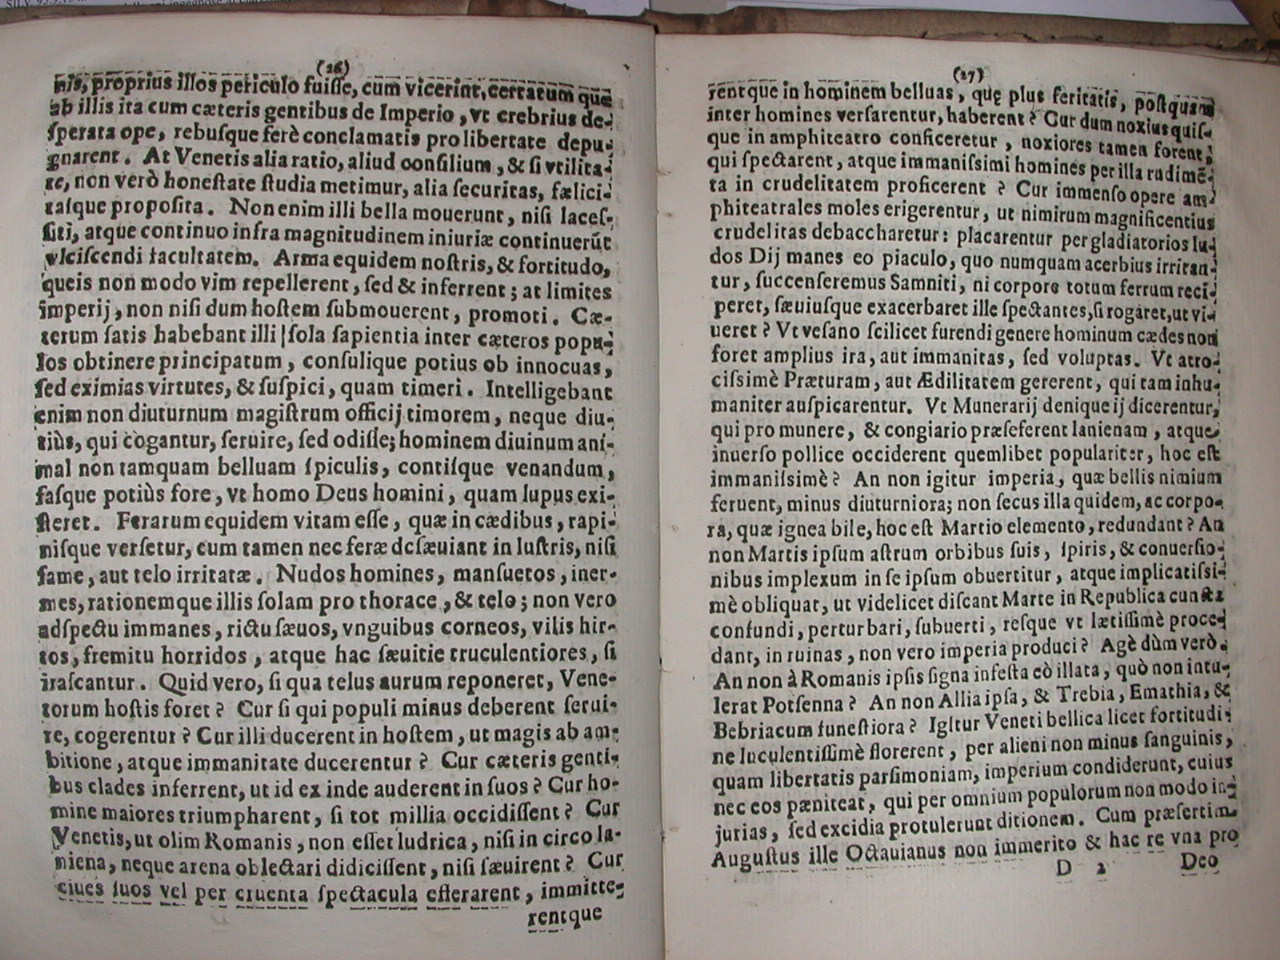 (26)
nis, proprius illos periculo fuiſſe, cum vicerint, certatum que
ab illis ita cum cæteris gentibus de Imperio, vt crebrius de-
ſperata ope, rebuſque ferè conclamatis pro libertate depu-
gnarent. At Venetis alia ratio, aliud conſilium, & ſi vtilita-
te, non verò honeſtate ſtudia metimur, alia ſecuritas, fælici-
taſque propoſita. Non enim illi bella mouerunt, niſi laceſ-
ſiti, atque continuo infra magnitudinem iniuriæ continuerũt
vlciſcendi facultatem. Arma equidem noſtris, & fortitudo,
queis non modo vim repellerent, ſed & inferrent; at limites
imperij, non niſi dum hoſtem ſubmouerent, promoti. Cæ-
terum ſatis habebant illi ſola ſapientia inter cæteros popu-
los obtinere principatum, conſulique potius ob innocuas,
ſed eximias virtutes, & ſuſpici, quam timeri. Intelligebant
enim non diuturnum magiſtrum officij timorem, neque diu-
tiùs, qui cogantur, ſeruire, ſed odiſſe; hominem diuinum ani-
mal non tamquam belluam ſpiculis, contiſque venandum,
faſque potiùs fore, vt homo Deus homini, quam lupus exi-
ſteret. Ferarum equidem vitam eſſe, quæ in cædibus, rapi-
niſque verſetur, cum tamen nec feræ deſæuiant in luſtris, niſi
fame, aut telo irritatæ. Nudos homines, manſuetos, iner-
mes, rationemque illis ſolam pro thorace, & telo; non vero
adſpectu immanes, rictu ſæuos, vnguibus corneos, vilis hir-
tos, fremitu horridos, atque hac ſæuitie truculentiores, ſi
iraſcantur. Quid vero, ſi qua telus aurum reponeret, Vene-
torum hoſtis foret? Cur ſi qui populi minus deberent ſerui-
re, cogerentur? Cur illi ducerent in hoſtem, ut magis ab am-
bitione, atque immanitate ducerentur? Cur cæteris genti-
bus clades inferrent, ut id ex inde auderent in ſuos? Cur ho-
mine maiores triumpharent, ſi tot millia occidiſſent? Cur
Venetis, ut olim Romanis, non eſſet ludrica, niſi in circo la-
niena, neque arena oblectari didiciſſent, niſi ſæuirent? Cur
ciues ſuos vel per cruenta ſpectacula efferarent, immitte-
rentque
(27)
rentque in hominem belluas, quę plus feritatis, poſtquam
inter homines verſarentur, haberent? Cur dum noxius quiſ-
que in amphiteatro conficeretur, noxiores tamen forent,
qui ſpectarent, atque immaniſſimi homines per illa rudimẽ-
ta in crudelitatem proficerent? Cur immenſo opere am-
phiteatrales moles erigerentur, ut nimirum magnificentius
crudelitas debaccharetur: placarentur per gladiatorios lu-
dos Dij manes eo piaculo, quo numquam acerbius irritan-
tur, ſuccenſeremus Samniti, ni corpore totum ferrum reci-
peret, ſæuiuſque exacerbaret ille ſpectantes, ſi rogaret, ut vi-
ueret? Vt veſano ſcilicet furendi genere hominum cædes non
foret amplius ira, aut immanitas, ſed voluptas. Vt atro-
ciſſimè Præturam, aut Ædilitatem gererent, qui tam inhu-
maniter auſpicarentur. Vt Munerarij denique ij dicerentur,
qui pro munere, & congiario præſeferent lanienam, atque
inuerſo pollice occiderent quemlibet populariter, hoc eſt
immaniſſimè? An non igitur imperia, quæ bellis nimium
feruent, minus diuturniora; non ſecus illa quidem, ac corpo-
ra, quæ ignea bile, hoc eſt Martio elemento, redundant? An
non Martis ipſum aſtrum orbibus ſuis, ſpiris, & conuerſio-
nibus implexum in ſe ipſum obuertitur, atque implicatiſſi-
mè obliquat, ut videlicet diſcant Marte in Republica cuncta
confundi, perturbari, ſubuerti, reſque vt lætiſſimè proce-
dant, in ruinas, non vero imperia produci? Agè dùm verò.
An non à Romanis ipſis ſigna infeſta eò illata, quò non intu-
lerat Potſenna? An non Allia ipſa, & Trebia, Emathia, &
Bebriacum funeſtiora? Igitur Veneti bellica licet fortitudi-
ne luculentiſſimè florerent, per alieni non minus ſanguinis,
quam libertatis parſimoniam, imperium condiderunt, cuius
nec eos pæniteat, qui per omnium populorum non modo in-
jurias, ſed excidia protulerunt ditionem. Cum præſertim
Auguſtus ille Octauianus non immerito & hac re vna pro
D 2 Deo